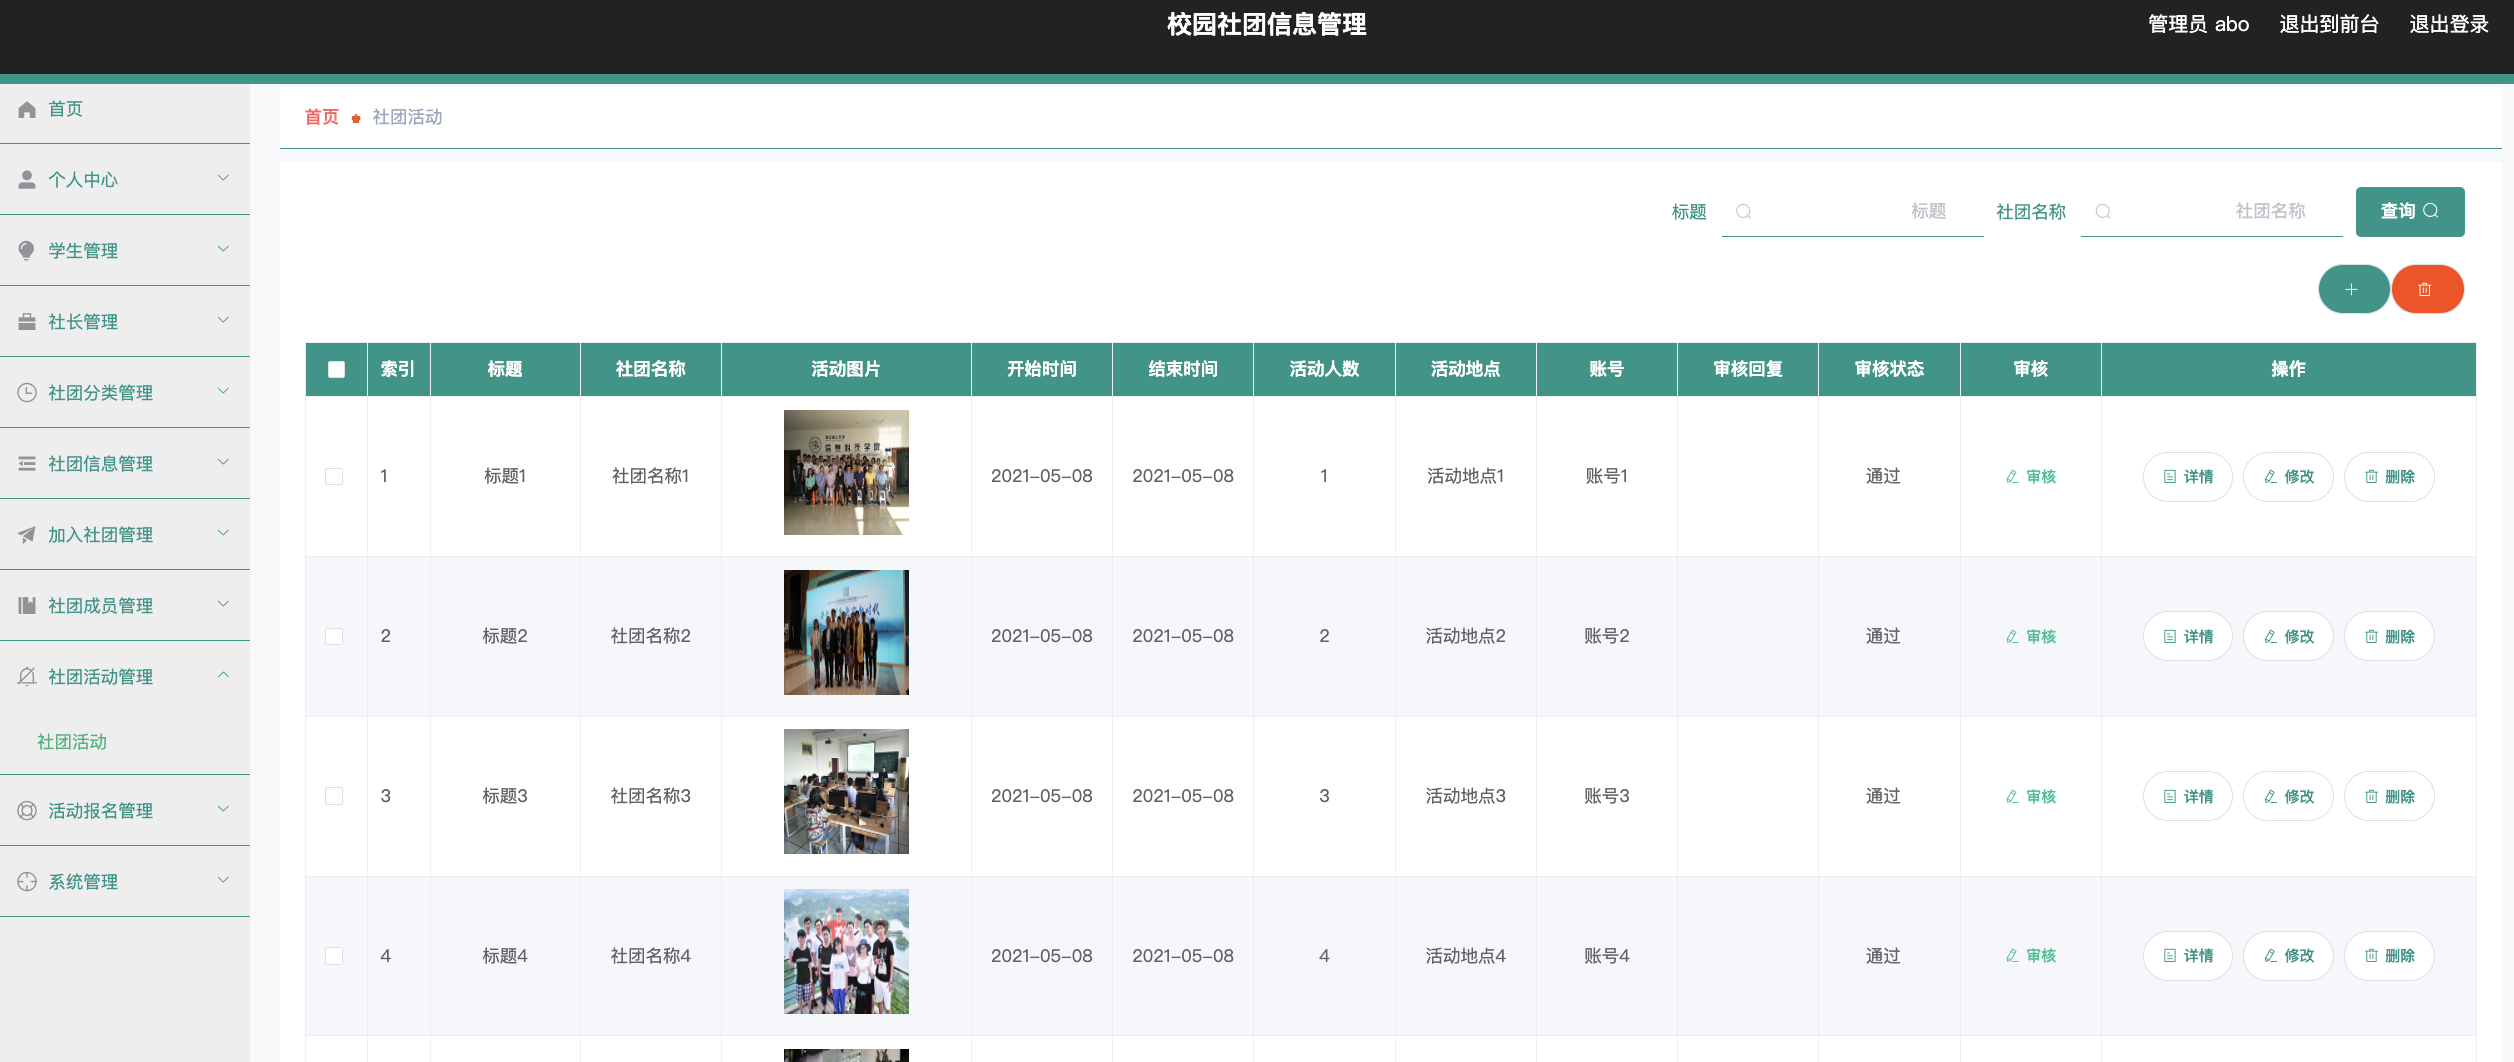 校园社团信息管理
管理员 abo 退出到前台 退出登录
首页
个人中心
学生管理
社长管理
社团分类管理
社团信息管理
加入社团管理
社团成员管理
社团活动管理
社团活动
活动报名管理
系统管理
首页 社团活动
标题 标题 社团名称 社团名称 查询
索引 标题 社团名称 活动图片 开始时间 结束时间 活动人数 活动地点 账号 审核回复 审核状态 审核 操作
信息科技学院
1 标题1 社团名称1 2021-05-08 2021-05-08 1 活动地点1 账号1 通过 审核 详情 修改 删除
2 标题2 社团名称2 2021-05-08 2021-05-08 2 活动地点2 账号2 通过 审核 详情 修改 删除
3 标题3 社团名称3 2021-05-08 2021-05-08 3 活动地点3 账号3 通过 审核 详情 修改 删除
4 标题4 社团名称4 2021-05-08 2021-05-08 4 活动地点4 账号4 通过 审核 详情 修改 删除